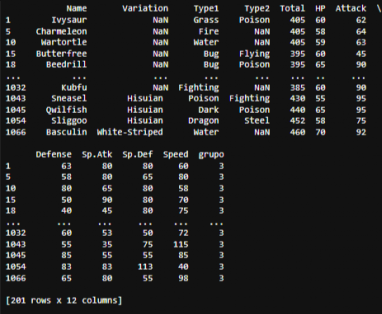 Name Variation Type1 Type2 Total HP Attack \
1 Ivysaur NaN Grass Poison 405 60 62
5 Charmeleon NaN Fire NaN 405 58 64
10 Wartortle NaN Water NaN 405 59 63
15 Butterfree NaN Bug Flying 395 60 45
18 Beedrill NaN Bug Poison 395 65 90
... ... ... ... ... ... .. ...
1032 Kubfu NaN Fighting NaN 385 60 90
1043 Sneasel Hisuian Poison Fighting 430 55 95
1045 Qwilfish Hisuian Dark Poison 440 65 95
1054 Sliggoo Hisuian Dragon Steel 452 58 75
1066 Basculin White-Striped Water NaN 460 70 92
Defense Sp.Atk Sp.Def Speed grupo
1 63 80 80 60 3
5 58 80 65 80 3
10 80 65 80 58 3
15 50 90 80 70 3
18 40 45 80 75 3
... ... ... ... ... ...
1032 60 53 50 72 3
1043 55 35 75 115 3
1045 85 55 55 85 3
1054 83 83 113 40 3
1066 65 80 55 98 3
[201 rows x 12 columns]